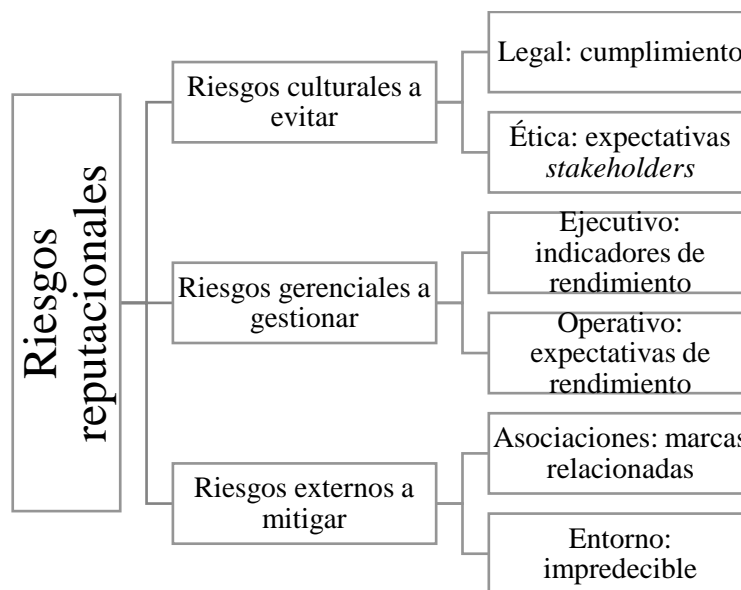 Riesgos
reputacionales
Riesgos culturales a
evitar
Legal: cumplimiento
Ética: expectativas
stakeholders
Riesgos gerenciales a
gestionar
Ejecutivo:
indicadores de
rendimiento
Operativo:
expectativas de
rendimiento
Riesgos externos a
mitigar
Asociaciones: marcas
relacionadas
Entorno:
impredecible